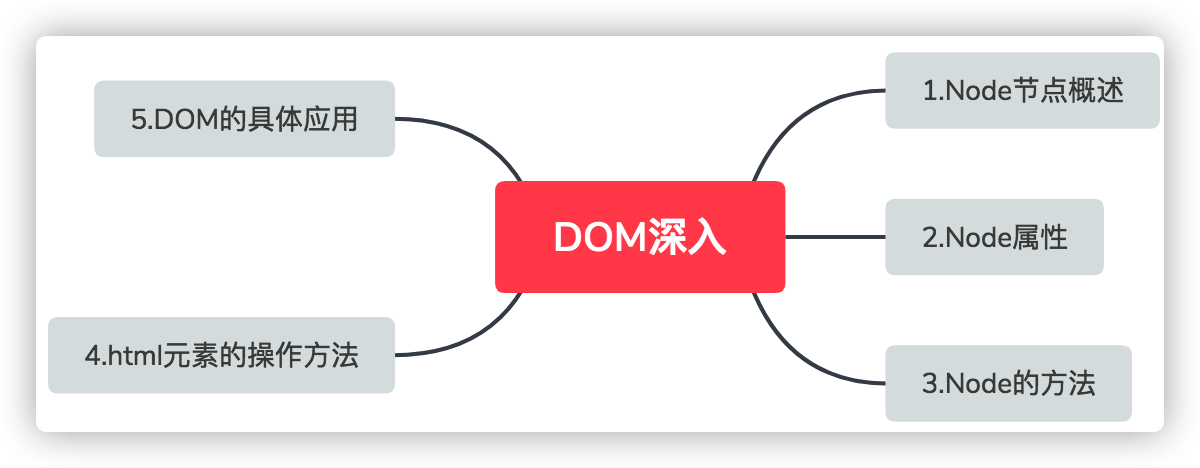 DOM深入
1.Node节点概述
2.Node属性
3.Node的方法
4.html元素的操作方法
5.DOM的具体应用